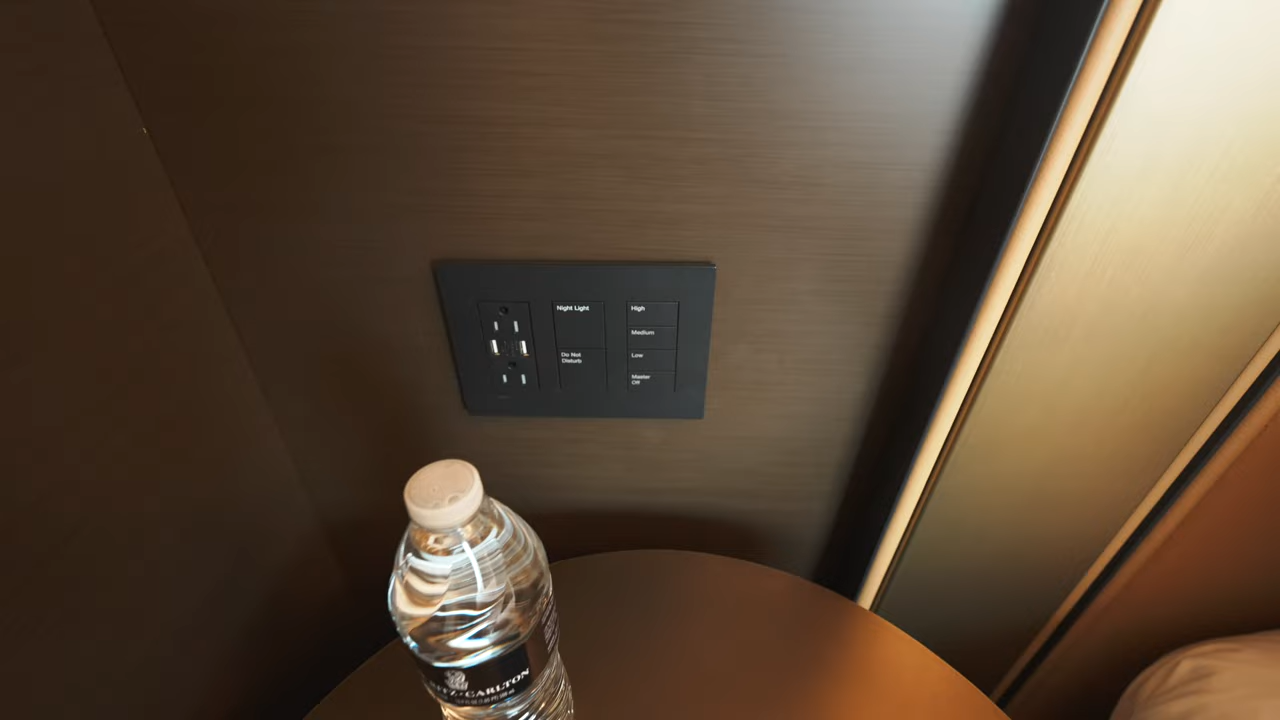 Night Light
Do Not
Disturb
High
Medium
Low
Master
Off
RITZ-CARLTON